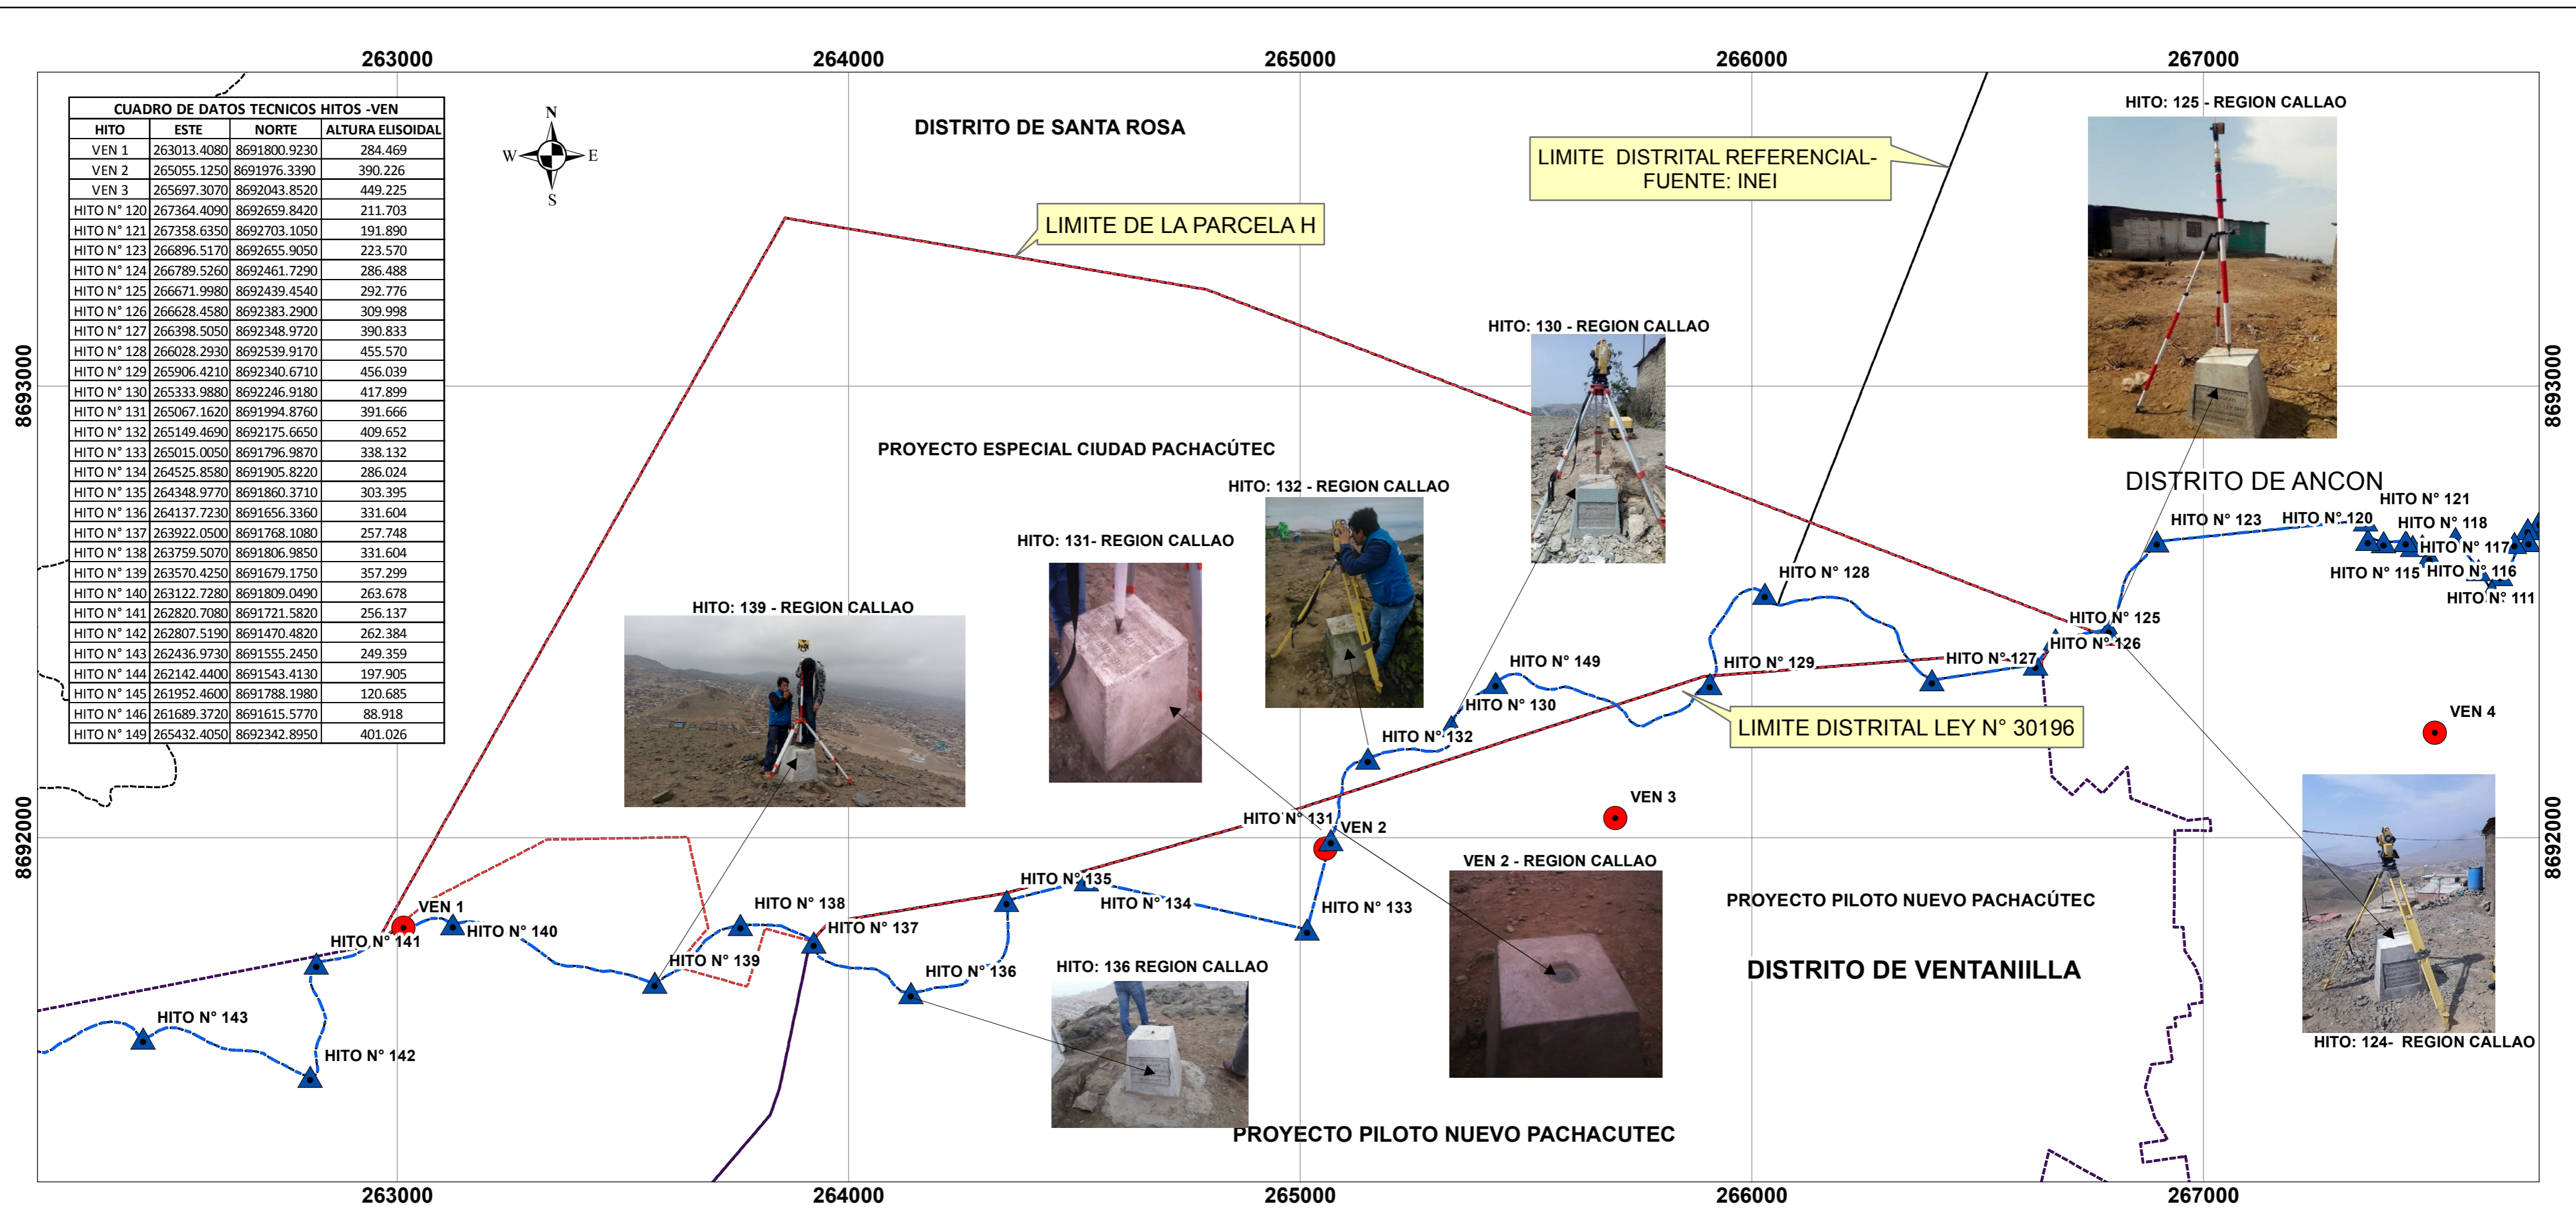 263000 264000 265000 266000 267000
CUADRO DE DATOS TECNICOS HITOS -VEN
HITO ESTE NORTE ALTURA ELISOIDAL
VEN 1 263013.4080 8691800.9230 284.469
VEN 2 265055.1250 8691976.3390 390.226
VEN 3 265697.3070 8692043.8520 449.225
HITO N° 120 267364.4090 8692659.8420 211.703
HITO N° 121 267358.6350 8692703.1050 191.890
HITO N° 123 266896.5170 8692655.9050 223.570
HITO N° 124 266789.5260 8692461.7290 286.488
HITO N° 125 266671.9980 8692439.4540 292.776
HITO N° 126 266628.4580 8692383.2900 309.998
HITO N° 127 266398.5050 8692348.9720 390.833
HITO N° 128 266028.2930 8692539.9170 455.570
HITO N° 129 265906.4210 8692340.6710 456.039
HITO N° 130 265333.9880 8692246.9180 417.899
HITO N° 131 265067.1620 8691994.8760 391.666
HITO N° 132 265149.4690 8692175.6650 409.652
HITO N° 133 265015.0050 8691796.9870 338.132
HITO N° 134 264525.8580 8691905.8220 286.024
HITO N° 135 264348.9770 8691860.3710 303.395
HITO N° 136 264137.7230 8691656.3360 331.604
HITO N° 137 263922.0500 8691768.1080 257.748
HITO N° 138 263759.5070 8691806.9850 331.604
HITO N° 139 263570.4250 8691679.1750 357.299
HITO N° 140 263122.7280 8691809.0490 263.678
HITO N° 141 262820.7080 8691721.5820 256.137
HITO N° 142 262807.5190 8691470.4820 262.384
HITO N° 143 262436.9730 8691555.2450 249.359
HITO N° 144 262142.4400 8691543.4130 197.905
HITO N° 145 261952.4600 8691788.1980 120.685
HITO N° 146 261689.3720 8691615.5770 88.918
HITO N° 149 265432.4050 8692342.8950 401.026
N
W E
S
DISTRITO DE SANTA ROSA
LIMITE DISTRITAL REFERENCIAL-
FUENTE: INEI
HITO: 125 - REGION CALLAO
LIMITE DE LA PARCELA H
HITO: 130 - REGION CALLAO
8693000
8693000
PROYECTO ESPECIAL CIUDAD PACHACÚTEC
HITO: 132 - REGION CALLAO
DISTRITO DE ANCON
HITO N° 121
HITO N° 123
HITO N° 120
HITO N° 118
HITO N° 117
HITO N° 115
HITO N° 116
HITO N° 111
HITO: 131- REGION CALLAO
HITO N° 128
HITO: 139 - REGION CALLAO
HITO N° 125
HITO N° 126
HITO N° 127
HITO N° 129
HITO N° 149
HITO N° 130
HITO N° 132
LIMITE DISTRITAL LEY N° 30196
VEN 4
VEN 3
8692000
8692000
HITO N° 131
VEN 2
VEN 2 - REGION CALLAO
HITO N° 135
HITO N° 134
HITO N° 133
PROYECTO PILOTO NUEVO PACHACÚTEC
VEN 1
HITO N° 138
HITO N° 137
HITO N° 140
HITO N° 141
HITO N° 139
HITO N° 136
HITO: 136 REGION CALLAO
DISTRITO DE VENTANIILLA
HITO N° 143
HITO N° 142
HITO: 124- REGION CALLAO
PROYECTO PILOTO NUEVO PACHACUTEC
263000 264000 265000 266000 267000